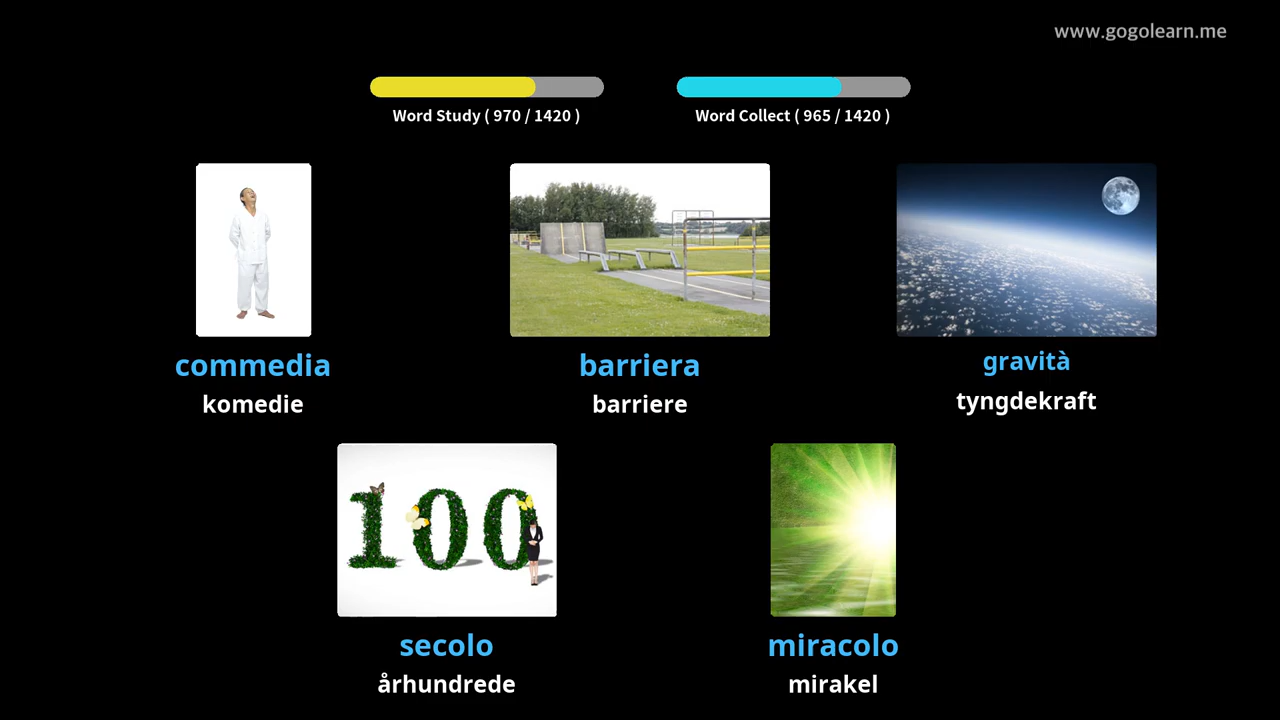 www.gogolearn.me
Word Study ( 970 / 1420 )
Word Collect ( 965 / 1420 )
commedia
komedie
barriera
barriere
gravità
tyngdekraft
100
secolo
århundrede
miracolo
mirakel